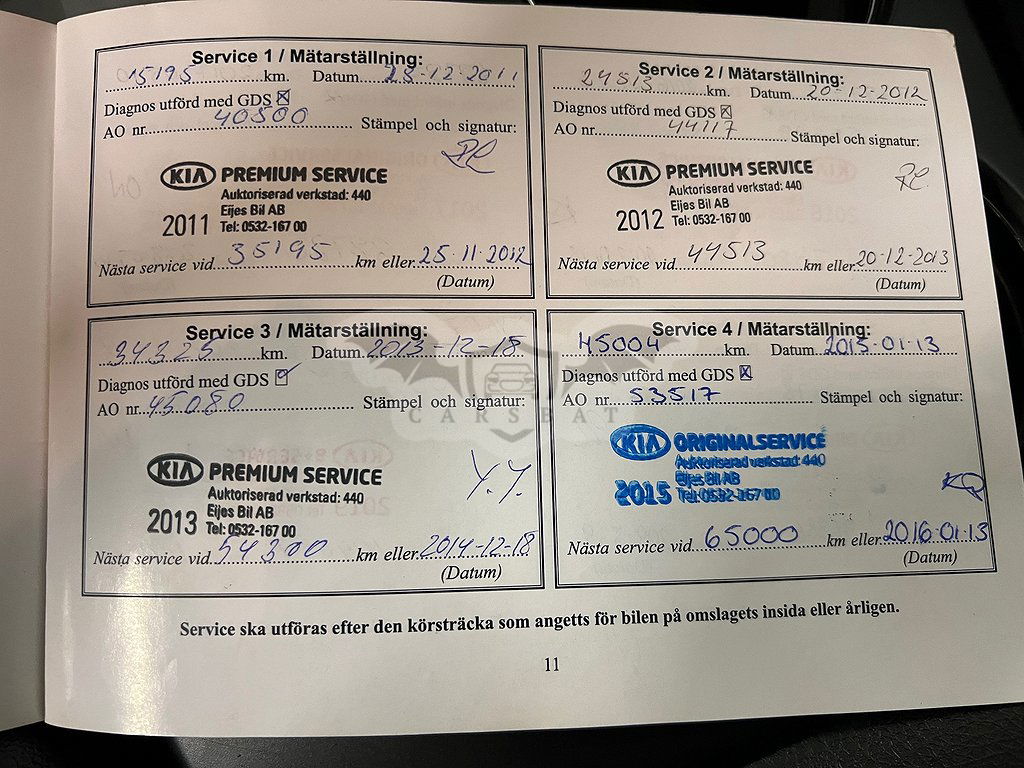 Service 1 / Mätarställning:
15195 km. Datum. 23-12-2011
Diagnos utförd med GDS ☒
AO nr. 40500 Stämpel och signatur:
KIA PREMIUM SERVICE
Auktoriserad verkstad: 440
Eijes Bil AB
2011 Tel: 0532-167 00
Nästa service vid 35195 km eller 25-11-2012
(Datum)
Service 2 / Mätarställning:
24513 km. Datum. 20-12-2012
Diagnos utförd med GDS ☒
AO nr. 44117 Stämpel och signatur:
KIA PREMIUM SERVICE
Auktoriserad verkstad: 440
Eijes Bil AB
2012 Tel: 0532-167 00
Nästa service vid 44513 km eller 20-12-2013
(Datum)
Service 3 / Mätarställning:
34325 km. Datum. 2013-12-18
Diagnos utförd med GDS ☑
AO nr. 45080 Stämpel och signatur:
KIA PREMIUM SERVICE
Auktoriserad verkstad: 440
Eijes Bil AB
2013 Tel: 0532-167 00
Y.Y.
Nästa service vid 54300 km eller 2014-12-18
(Datum)
Service 4 / Mätarställning:
45004 km. Datum. 2015-01-13
Diagnos utförd med GDS ☒
AO nr. 53517 Stämpel och signatur:
KIA ORIGINALSERVICE
Auktoriserad verkstad: 440
Eijes Bil AB
2015 Tel: 0532-167 00
Nästa service vid 65000 km eller 2016-01-13
(Datum)
CARSBAT
Service ska utföras efter den körsträcka som angetts för bilen på omslagets insida eller årligen.
11